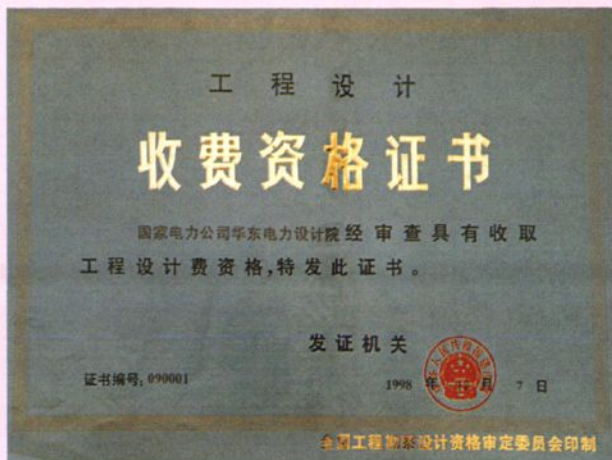 工程设计
收费资格证书
国家电力公司华东电力设计院经审查具有收取
工程设计费资格,特发此证书。
发证机关
证书编号:090001
1998 年 月 7 日
全国工程勘察设计资格审定委员会印制